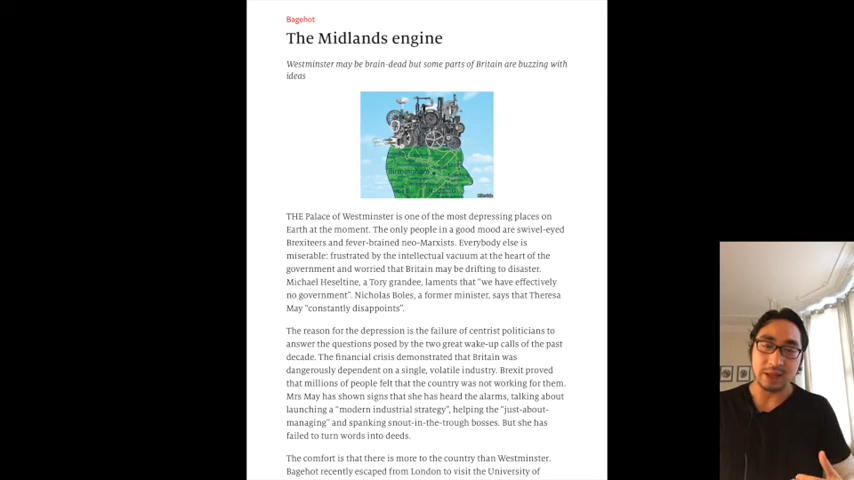 Bagehot
The Midlands engine
Westminster may be brain-dead but some parts of Britain are buzzing with
ideas
Birmingham
THE Palace of Westminster is one of the most depressing places on
Earth at the moment. The only people in a good mood are swivel-eyed
Brexiteers and fever-brained neo-Marxists. Everybody else is
miserable: frustrated by the intellectual vacuum at the heart of the
government and worried that Britain may be drifting to disaster.
Michael Heseltine, a Tory grandee, laments that “we have effectively
no government”. Nicholas Boles, a former minister, says that Theresa
May “constantly disappoints”.
The reason for the depression is the failure of centrist politicians to
answer the questions posed by the two great wake-up calls of the past
decade. The financial crisis demonstrated that Britain was
dangerously dependent on a single, volatile industry. Brexit proved
that millions of people felt that the country was not working for them.
Mrs May has shown signs that she has heard the alarms, talking about
launching a “modern industrial strategy”, helping the “just-about-
managing” and spanking snout-in-the-trough bosses. But she has
failed to turn words into deeds.
The comfort is that there is more to the country than Westminster.
Bagehot recently escaped from London to visit the University of